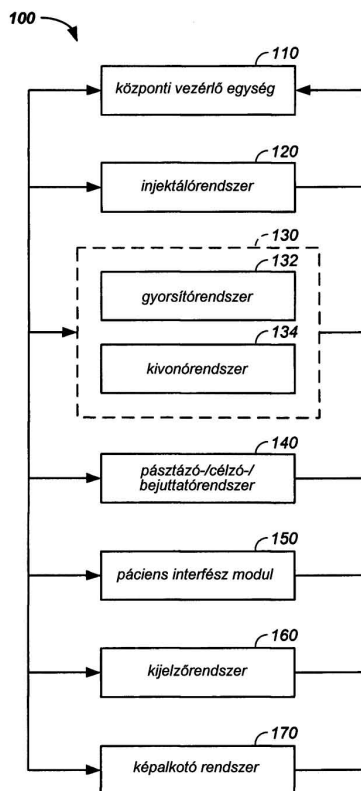 100
110
központi vezérlő egység
120
injektálórendszer
130
132
gyorsítórendszer
134
kivonórendszer
140
pásztázó-/célzó-/
bejuttatórendszer
150
páciens interfész modul
160
kijelzőrendszer
170
képalkotó rendszer